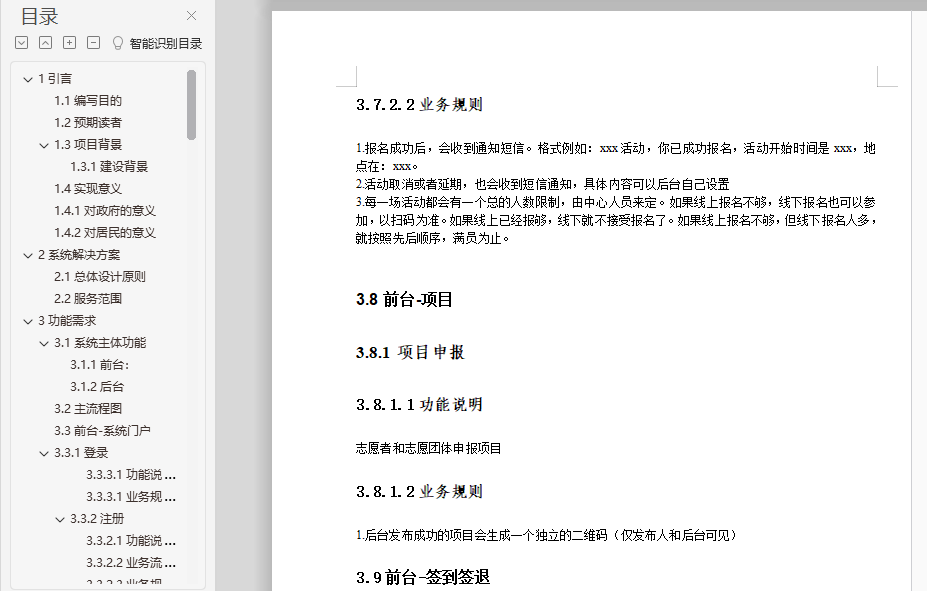 目录
智能识别目录
1 引言
1.1 编写目的
1.2 预期读者
1.3 项目背景
1.3.1 建设背景
1.4 实现意义
1.4.1 对政府的意义
1.4.2 对居民的意义
2 系统解决方案
2.1 总体设计原则
2.2 服务范围
3 功能需求
3.1 系统主体功能
3.1.1 前台:
3.1.2 后台
3.2 主流程图
3.3 前台-系统门户
3.3.1 登录
3.3.3.1 功能说 ...
3.3.3.1 业务规 ...
3.3.2 注册
3.3.2.1 功能说 ...
3.3.2.2 业务流 ...
3.7.2.2 业务规则
1.报名成功后，会收到通知短信。格式例如：xxx 活动，你已成功报名，活动开始时间是 xxx，地
点在：xxx。
2.活动取消或者延期，也会收到短信通知，具体内容可以后台自己设置
3.每一场活动都会有一个总的人数限制，由中心人员来定。如果线上报名不够，线下报名也可以参
加，以扫码为准。如果线上已经报够，线下就不接受报名了。如果线上报名不够，但线下报名人多，
就按照先后顺序，满员为止。
3.8 前台-项目
3.8.1 项目申报
3.8.1.1 功能说明
志愿者和志愿团体申报项目
3.8.1.2 业务规则
1.后台发布成功的项目会生成一个独立的二维码（仅发布人和后台可见）
3.9 前台-签到签退